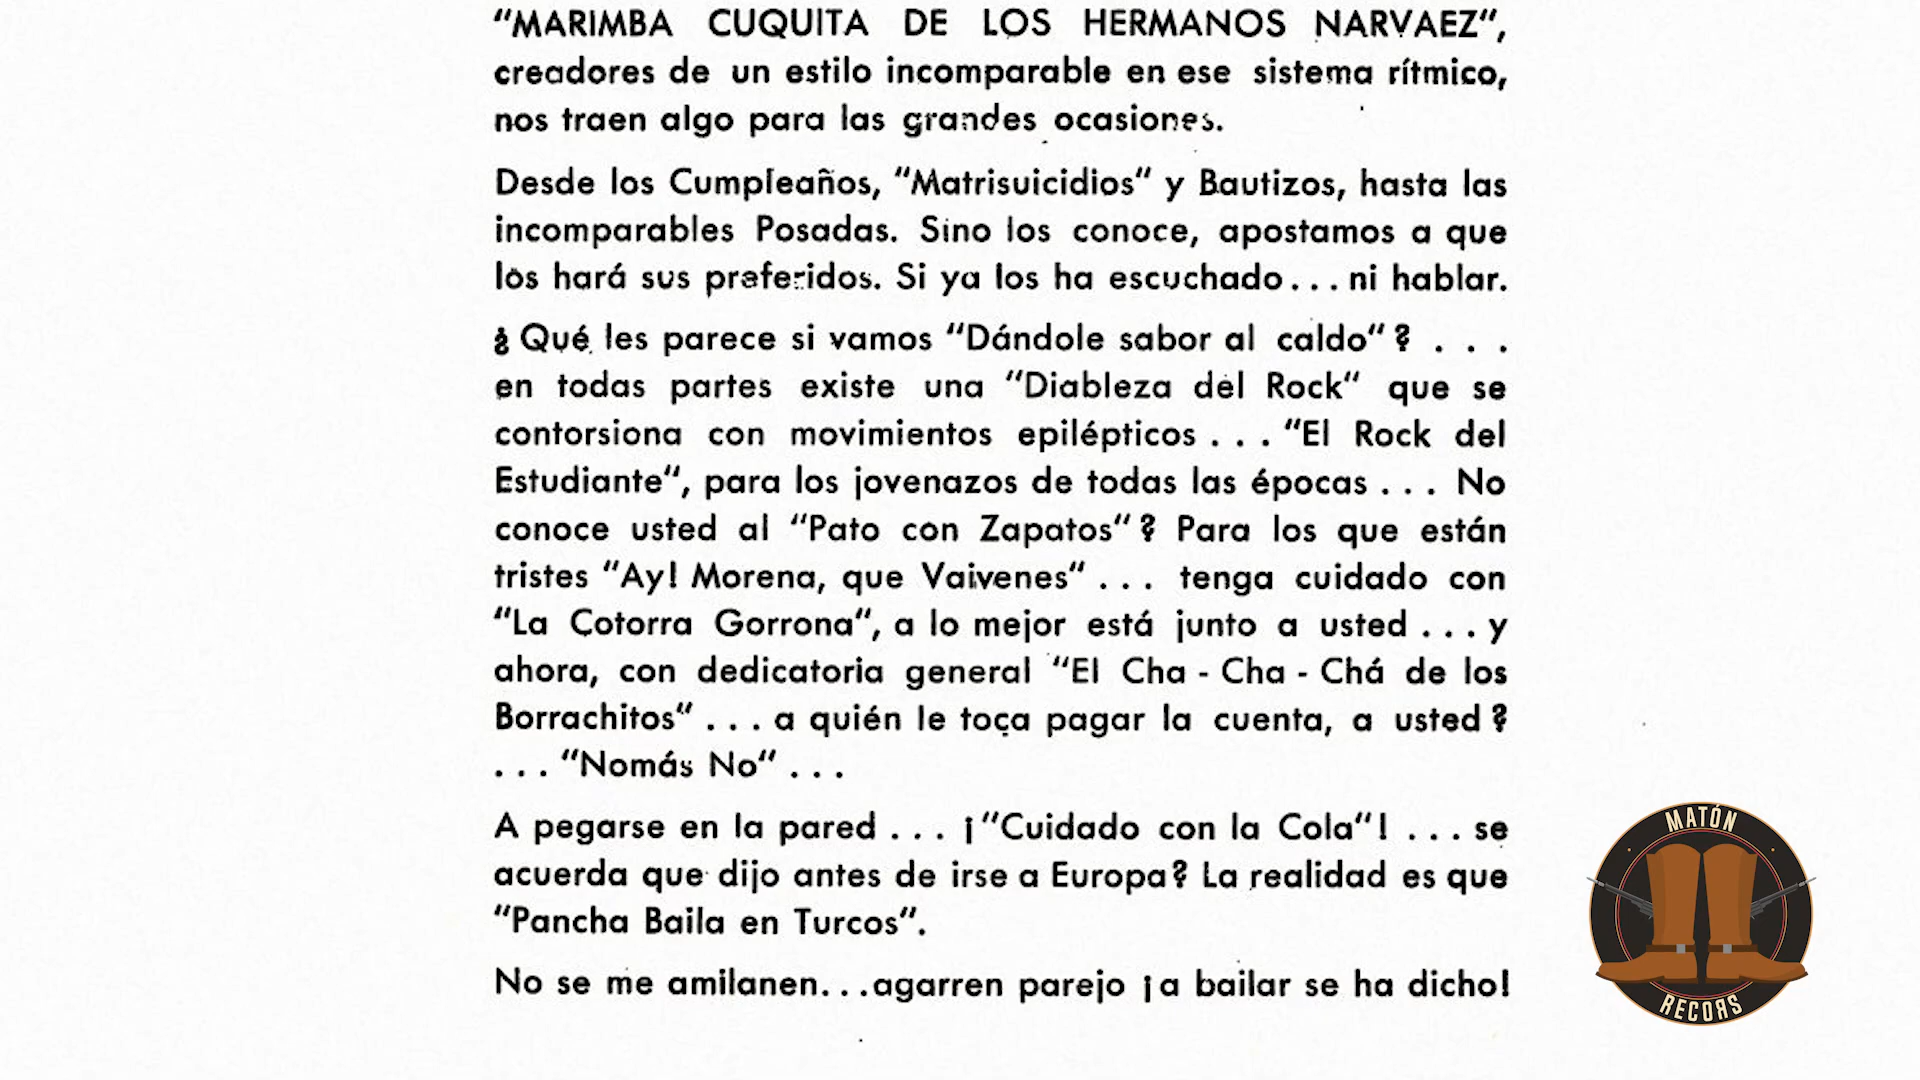 “MARIMBA CUQUITA DE LOS HERMANOS NARVAEZ”,
creadores de un estilo incomparable en ese sistema rítmico,
nos traen algo para las grandes ocasiones.
Desde los Cumpleaños, “Matrisuicidios” y Bautizos, hasta las
incomparables Posadas. Sino los conoce, apostamos a que
los hará sus preferidos. Si ya los ha escuchado... ni hablar.
¿Qué les parece si vamos “Dándole sabor al caldo”? ...
en todas partes existe una “Diableza del Rock” que se
contorsiona con movimientos epilépticos ... “El Rock del
Estudiante”, para los jovenazos de todas las épocas ... No
conoce usted al “Pato con Zapatos”? Para los que están
tristes “Ay! Morena, que Vaivenes” ... tenga cuidado con
“La Cotorra Gorrona”, a lo mejor está junto a usted ... y
ahora, con dedicatoria general “El Cha - Cha - Chá de los
Borrachitos” ... a quién le toca pagar la cuenta, a usted?
... “Nomás No” ...
A pegarse en la pared ... ¡“Cuidado con la Cola”! ... se
acuerda que dijo antes de irse a Europa? La realidad es que
“Pancha Baila en Turcos”.
No se me amilanen...agarren parejo ¡a bailar se ha dicho!
MATÓN
RECORS